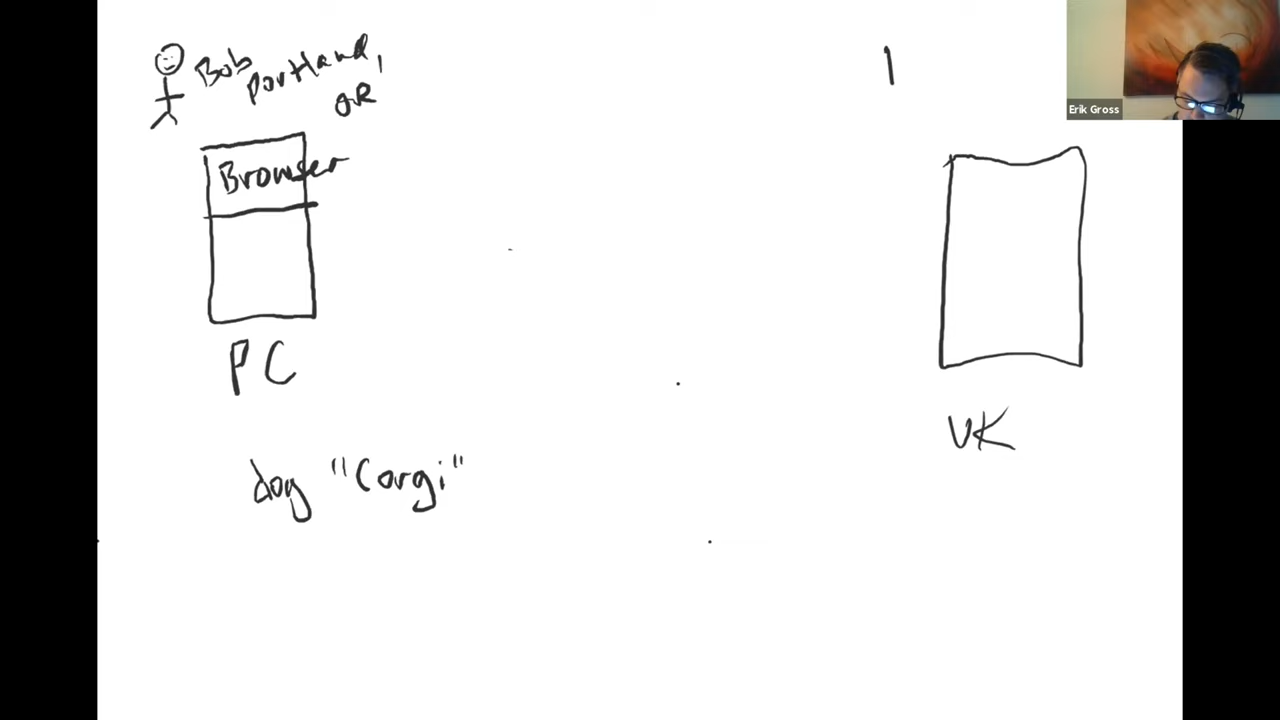 Bob
Portland,
OR
Browser
PC
dog "Corgi"
UK
Erik Gross